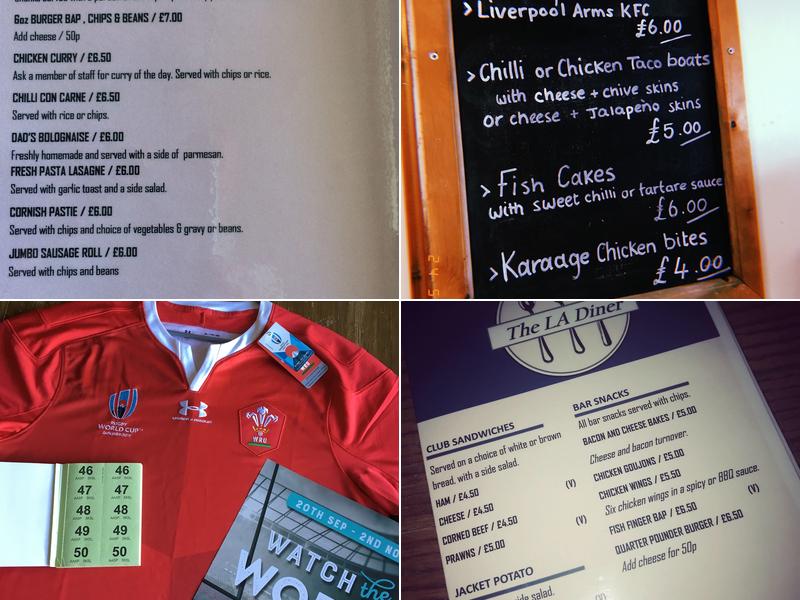 6oz BURGER BAP , CHIPS & BEANS / £7.00
Add cheese / 50p
CHICKEN CURRY / £6.50
Ask a member of staff for curry of the day. Served with chips or rice.
CHILLI CON CARNE / £6.50
Served with rice or chips.
DAD'S BOLOGNAISE / £6.00
Freshly homemade and served with a side of parmesan.
FRESH PASTA LASAGNE / £6.00
Served with garlic toast and a side salad.
CORNISH PASTIE / £6.00
Served with chips and choice of vegetables & gravy or beans.
JUMBO SAUSAGE ROLL / £6.00
Served with chips and beans
> Liverpool Arms KFC
£6.00
> Chilli or Chicken Taco boats
with cheese + chive skins
or cheese + Jalapeño skins
£5.00
> Fish Cakes
with sweet chilli or tartare sauce
£6.00
> Karaage Chicken bites
£4.00
RUGBY
WORLD CUP
UNDER ARMOUR
WRU
46 46
47 47
48 48
49 49
50 50
20TH SEP - 2ND NO
WATCH the
WO
The LA Diner
CLUB SANDWICHES
Served on a choice of white or brown
bread. with a side salad.
HAM / £4.50
CHEESE / £4.50 (V)
CORNED BEEF / £4.50
PRAWNS / £5.00 (V)
JACKET POTATO
side salad.
BAR SNACKS
All bar snacks served with chips.
BACON AND CHEESE BAKES / £5.00
Cheese and bacon turnover.
CHICKEN GOUJONS / £5.00
CHICKEN WINGS / £5.50
Six chicken wings in a spicy or BBQ sauce.
FISH FINGER BAP / £6.50 (V)
QUARTER POUNDER BURGER / £6.50
Add cheese for 50p